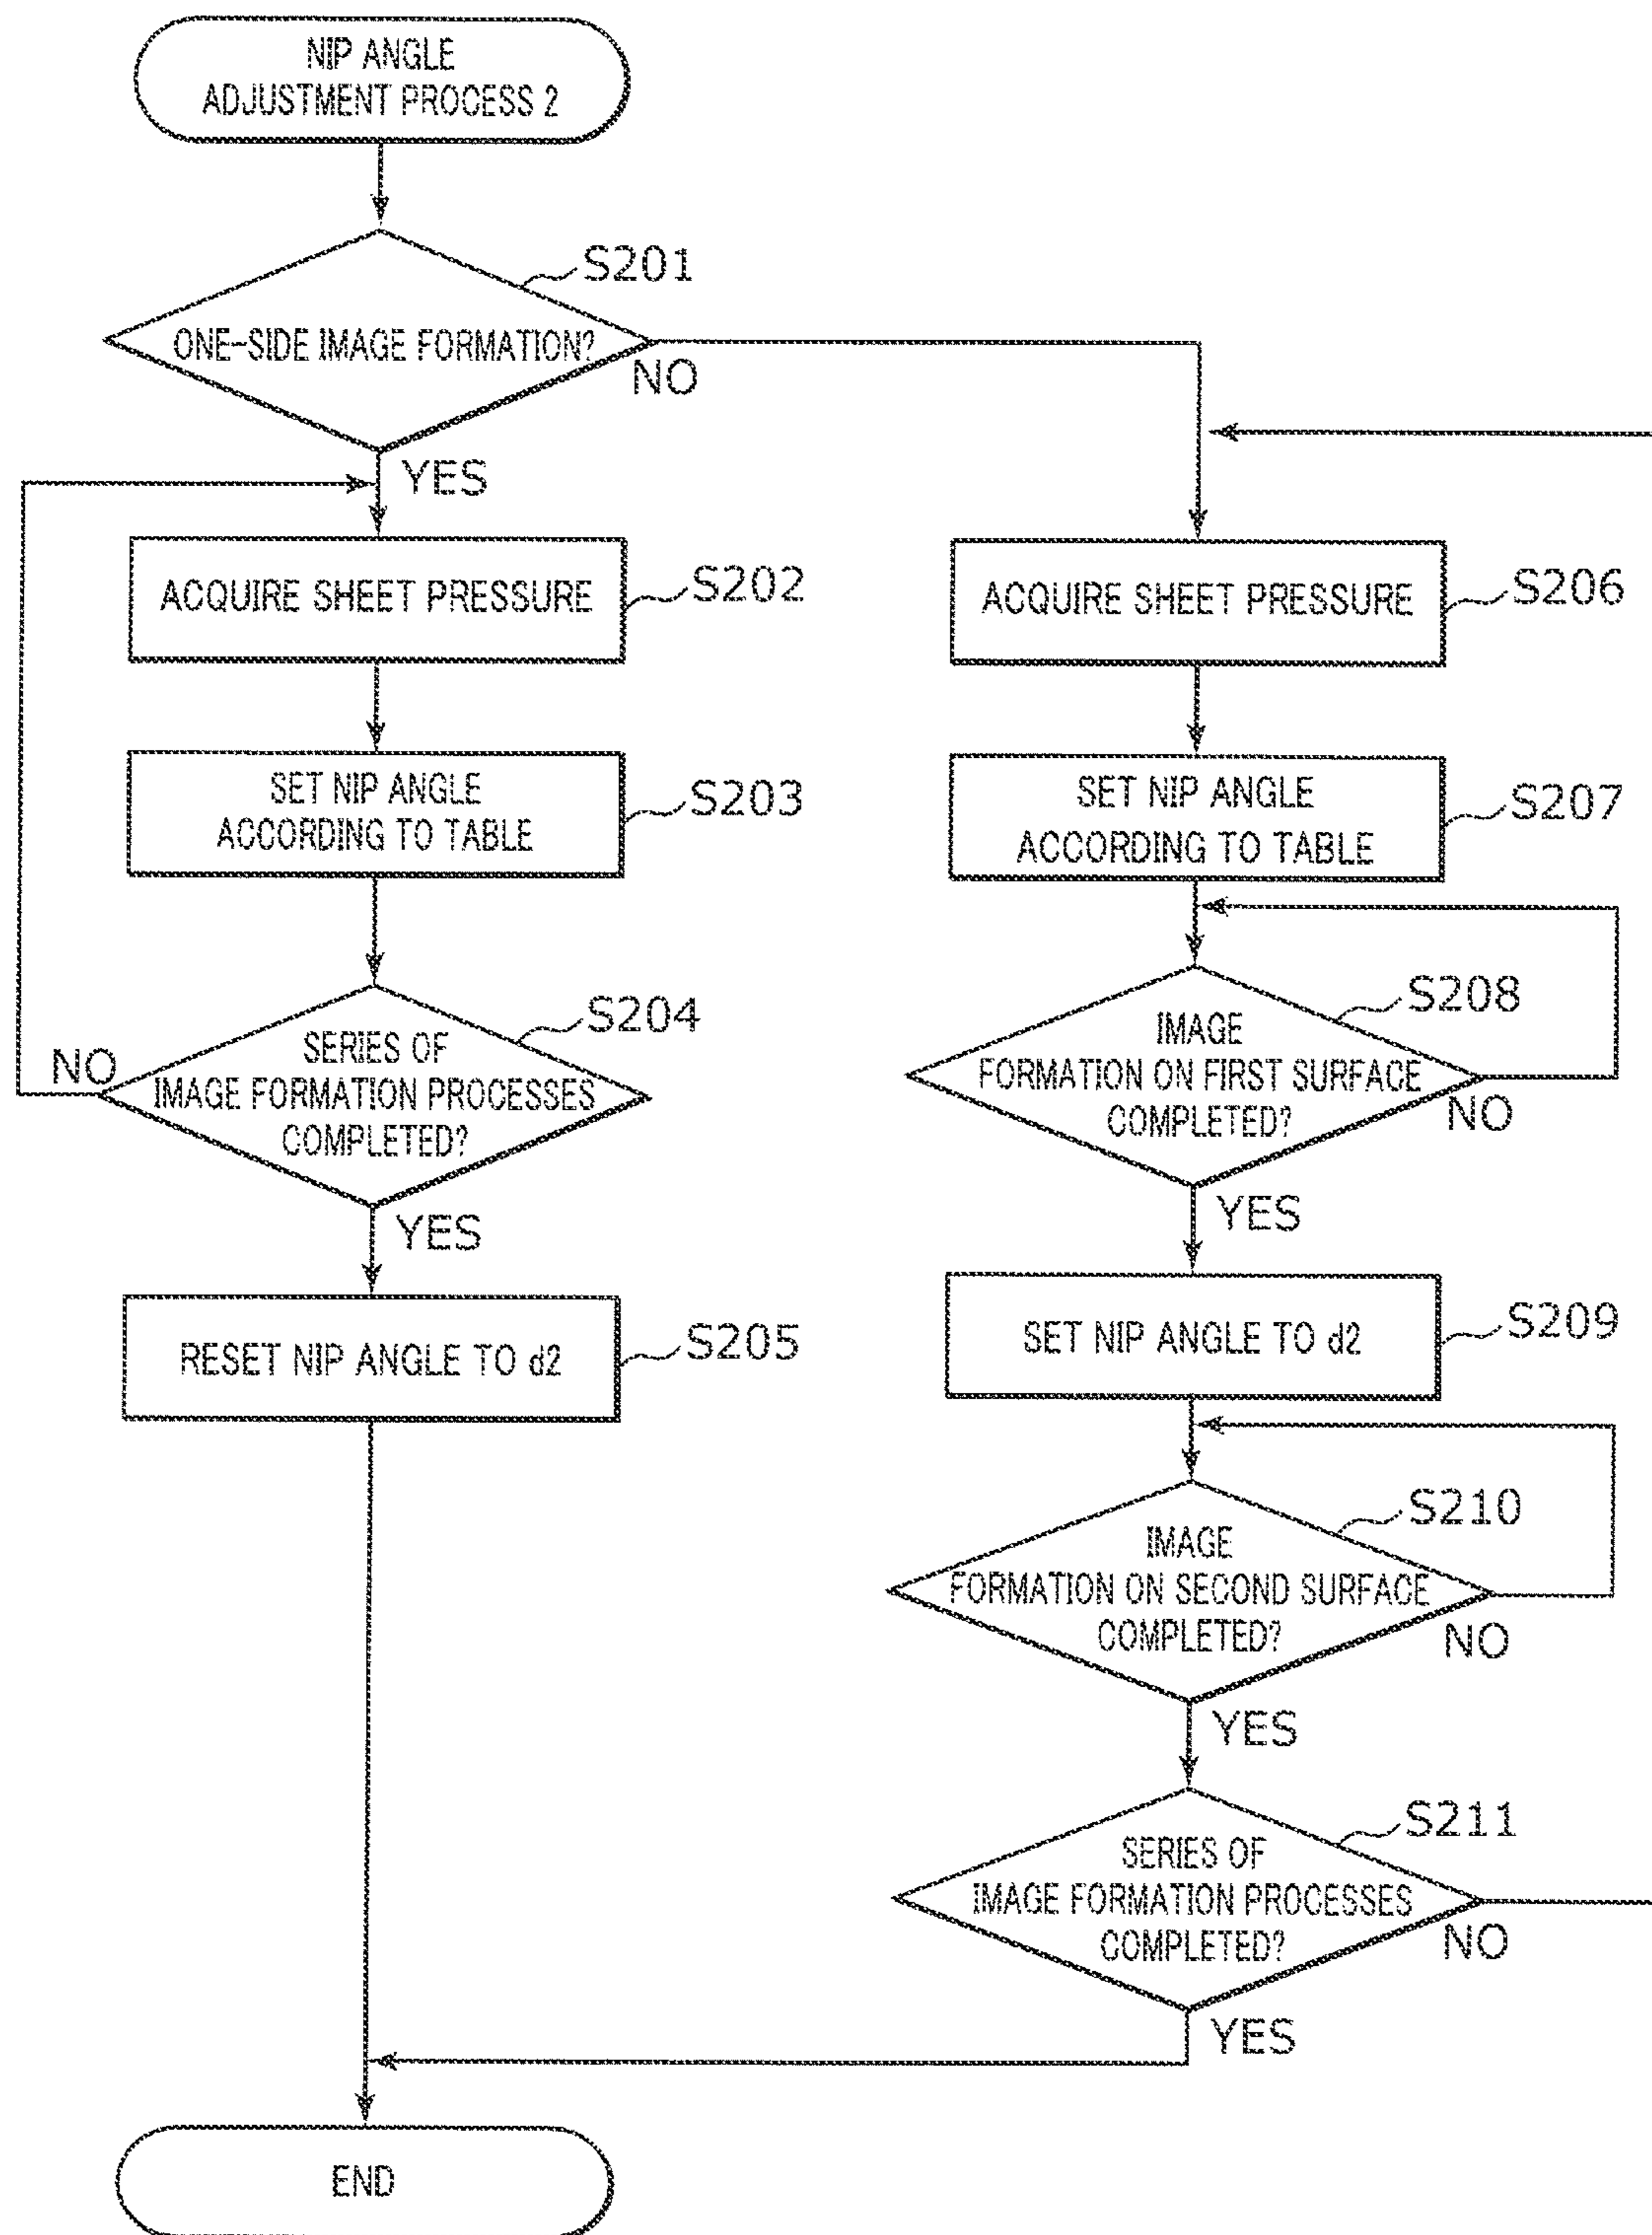 NIP ANGLE
ADJUSTMENT PROCESS 2
S201
ONE-SIDE IMAGE FORMATION?
NO
YES
ACQUIRE SHEET PRESSURE
S202
SET NIP ANGLE
ACCORDING TO TABLE
S203
S204
SERIES OF
IMAGE FORMATION PROCESSES
COMPLETED?
NO
YES
RESET NIP ANGLE TO d2
S205
ACQUIRE SHEET PRESSURE
S206
SET NIP ANGLE
ACCORDING TO TABLE
S207
S208
IMAGE
FORMATION ON FIRST SURFACE
COMPLETED?
NO
YES
SET NIP ANGLE TO d2
S209
S210
IMAGE
FORMATION ON SECOND SURFACE
COMPLETED?
NO
YES
S211
SERIES OF
IMAGE FORMATION PROCESSES
COMPLETED?
NO
YES
END